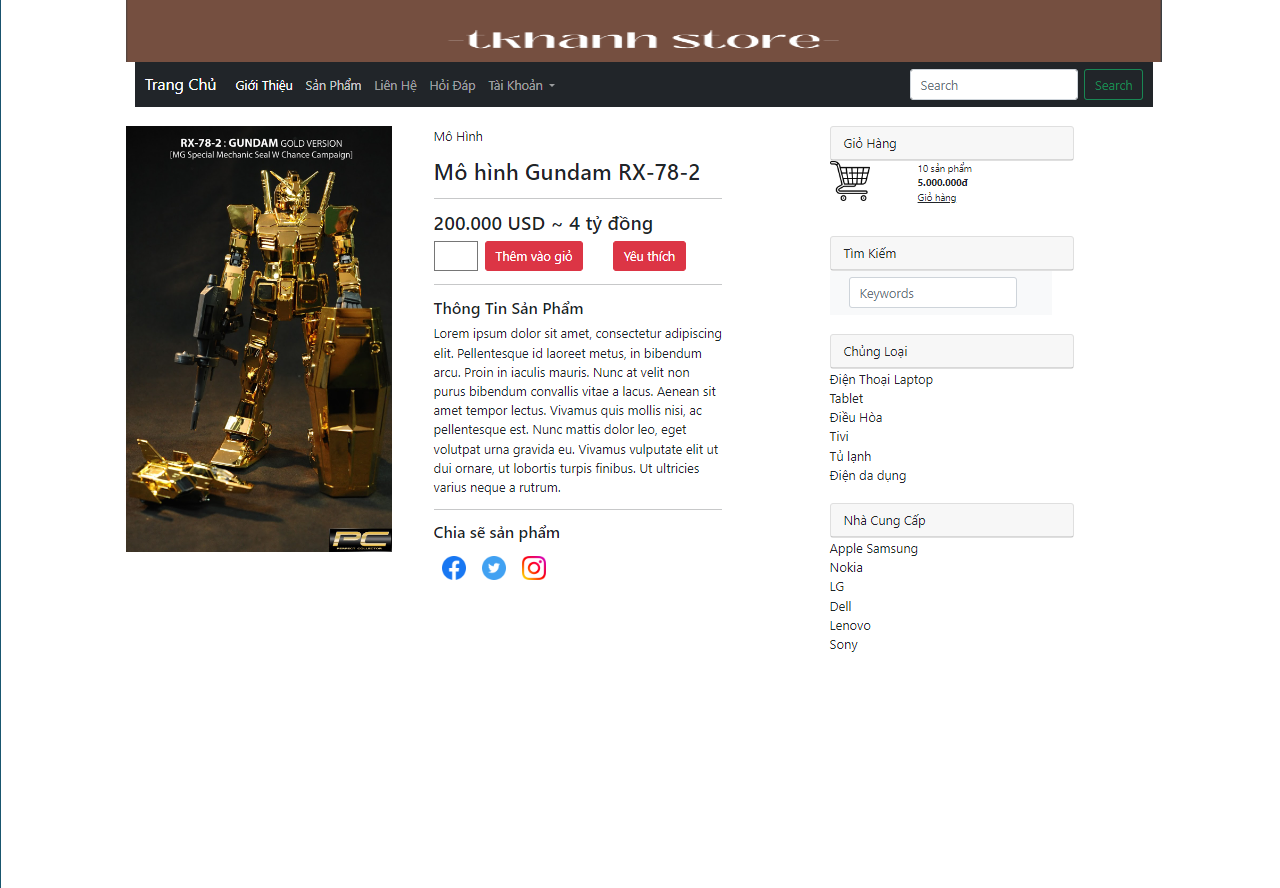 -tkhanh store-
Trang Chủ Giới Thiệu Sản Phẩm Liên Hệ Hỏi Đáp Tài Khoản Search Search
RX-78-2 : GUNDAM GOLD VERSION
[MG Special Mechanic Seal W Chance Campaign]
PC
PERFECT COLLECTOR
Mô Hình
Mô hình Gundam RX-78-2
200.000 USD ~ 4 tỷ đồng
Thêm vào giỏ Yêu thích
Thông Tin Sản Phẩm
Lorem ipsum dolor sit amet, consectetur adipiscing
elit. Pellentesque id laoreet metus, in bibendum
arcu. Proin in iaculis mauris. Nunc at velit non
purus bibendum convallis vitae a lacus. Aenean sit
amet tempor lectus. Vivamus quis mollis nisi, ac
pellentesque est. Nunc mattis dolor leo, eget
volutpat urna gravida eu. Vivamus vulputate elit ut
dui ornare, ut lobortis turpis finibus. Ut ultricies
varius neque a rutrum.
Chia sẽ sản phẩm
Giỏ Hàng
10 sản phẩm
5.000.000đ
Giỏ hàng
Tìm Kiếm
Keywords
Chủng Loại
Điện Thoại Laptop
Tablet
Điều Hòa
Tivi
Tủ lạnh
Điện da dụng
Nhà Cung Cấp
Apple Samsung
Nokia
LG
Dell
Lenovo
Sony